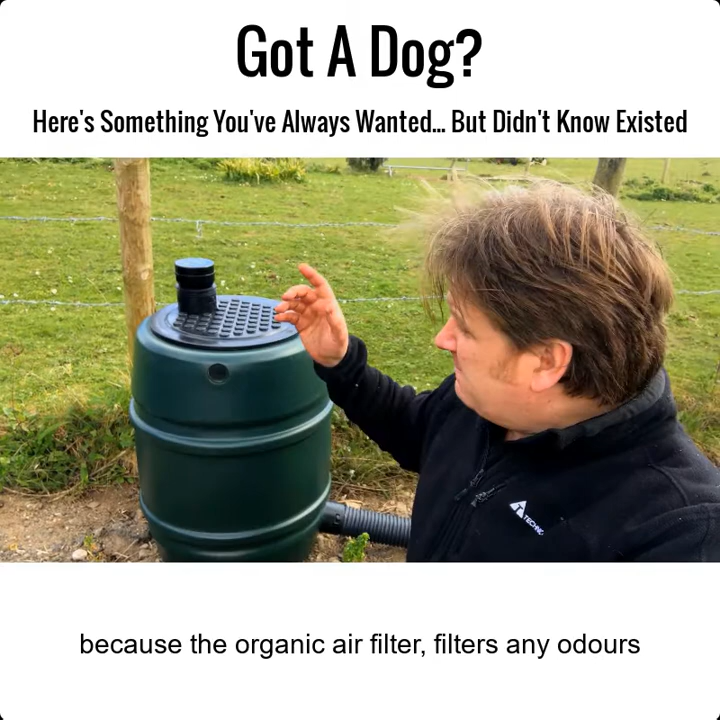 Got A Dog?
Here's Something You've Always Wanted... But Didn't Know Existed
TECHNIC
because the organic air filter, filters any odours